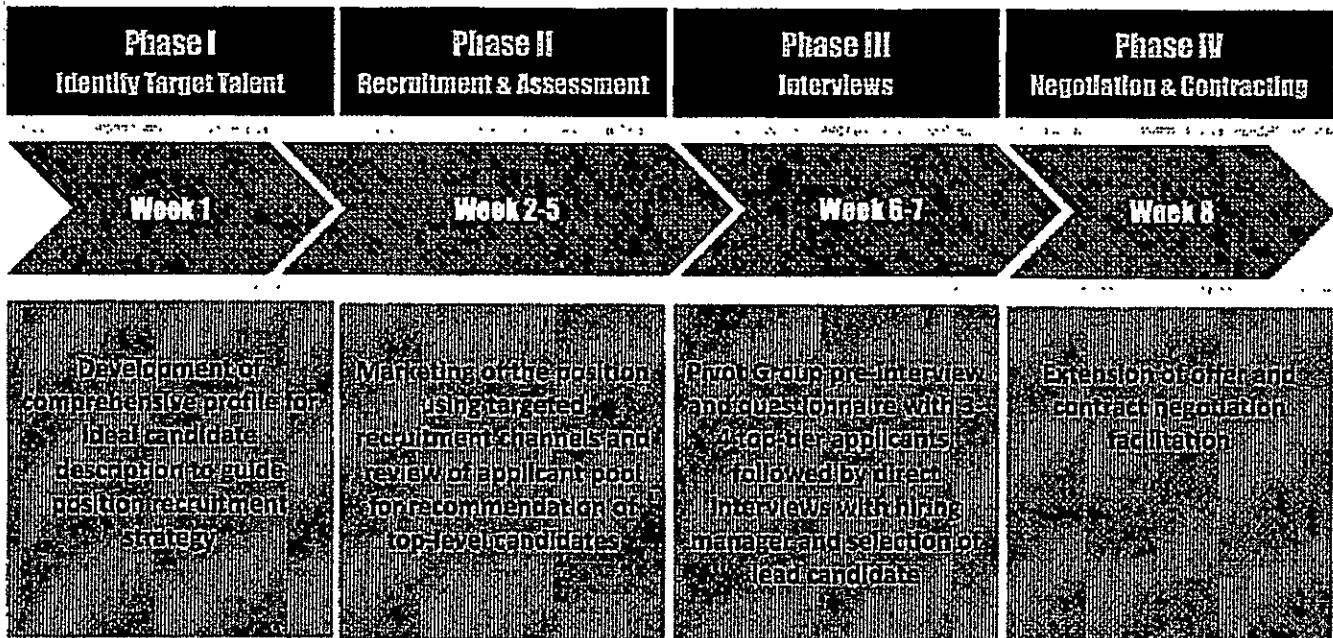 Phase I
Identify Target Talent
Phase II
Recruitment & Assessment
Phase III
Interviews
Phase IV
Negotiation & Contracting
Week 1
Week 2-5
Week 6-7
Week 8
Development of
comprehensive profile for
ideal candidate
description to guide
position recruitment
strategy
Marketing of the position
using targeted
recruitment channels and
review of applicant pool
for recommendation of
top-level candidates
Pivot Group pre-interview
and questionnaire with 3-
4 top-tier applicants
followed by direct
interviews with hiring
manager and selection of
lead candidate
Extension of offer and
contract negotiation
facilitation